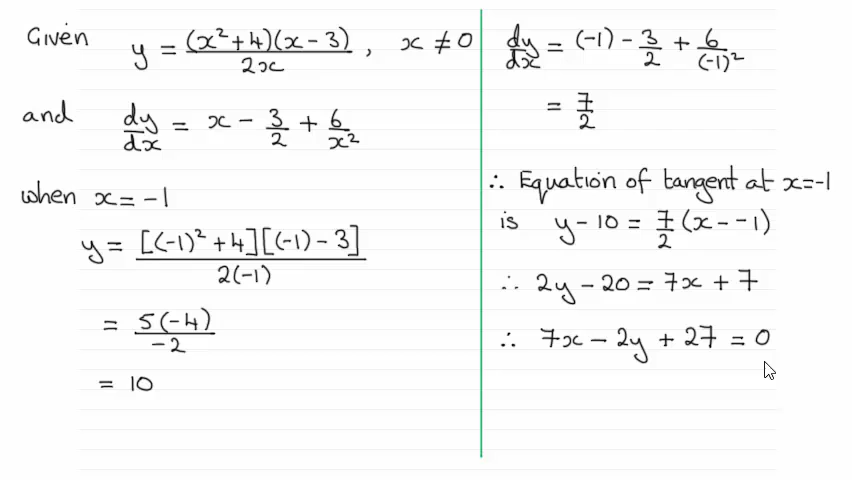 Given y = (x² + 4)(x - 3) / 2x , x ≠ 0
and dy/dx = x - 3/2 + 6/x²
when x = -1
y = [(-1)² + 4][(-1) - 3] / 2(-1)
= 5(-4) / -2
= 10
dy/dx = (-1) - 3/2 + 6/(-1)²
= 7/2
∴ Equation of tangent at x=-1
is y - 10 = 7/2 (x - -1)
∴ 2y - 20 = 7x + 7
∴ 7x - 2y + 27 = 0